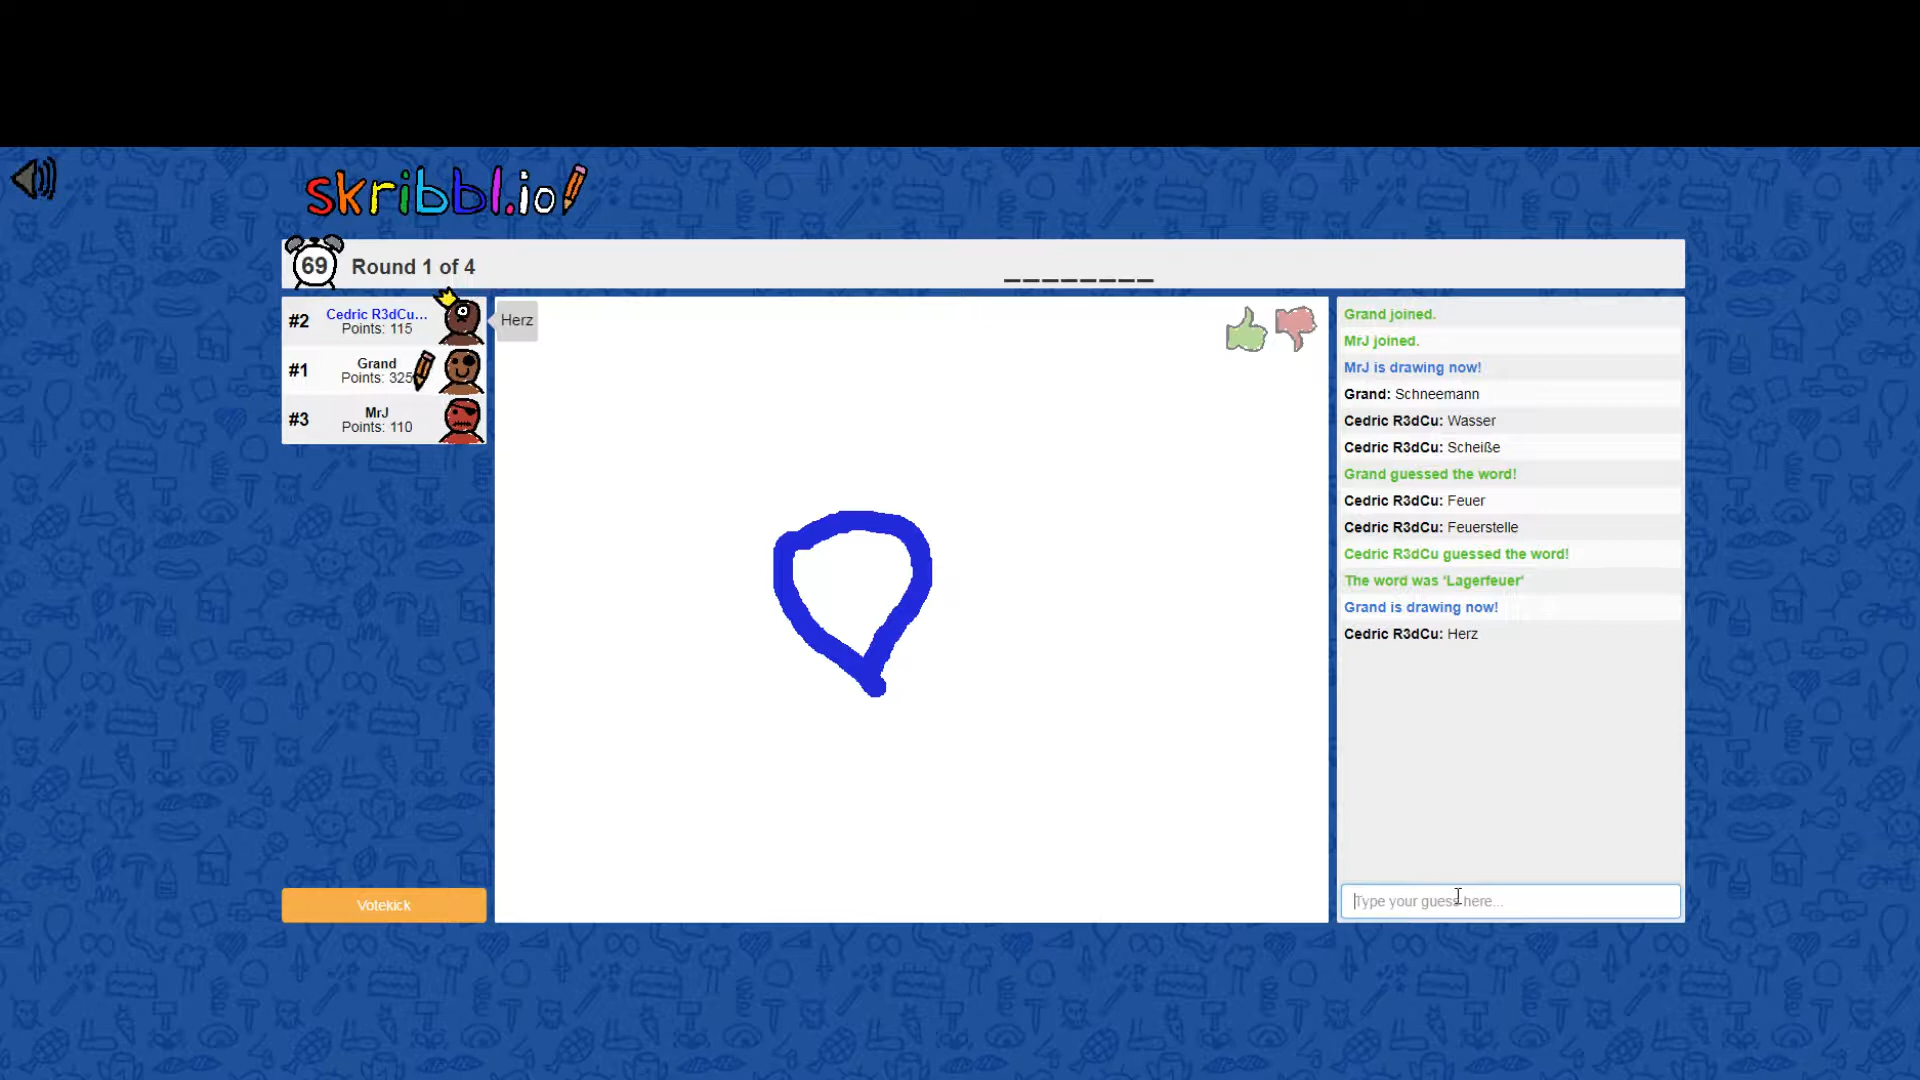 skribbl.io
69
Round 1 of 4
________
#2
Cedric R3dCu...
Points: 115
#1
Grand
Points: 325
#3
MrJ
Points: 110
Votekick
Herz
Grand joined.
MrJ joined.
MrJ is drawing now!
Grand: Schneemann
Cedric R3dCu: Wasser
Cedric R3dCu: Scheiße
Grand guessed the word!
Cedric R3dCu: Feuer
Cedric R3dCu: Feuerstelle
Cedric R3dCu guessed the word!
The word was 'Lagerfeuer'
Grand is drawing now!
Cedric R3dCu: Herz
Type your guess here...